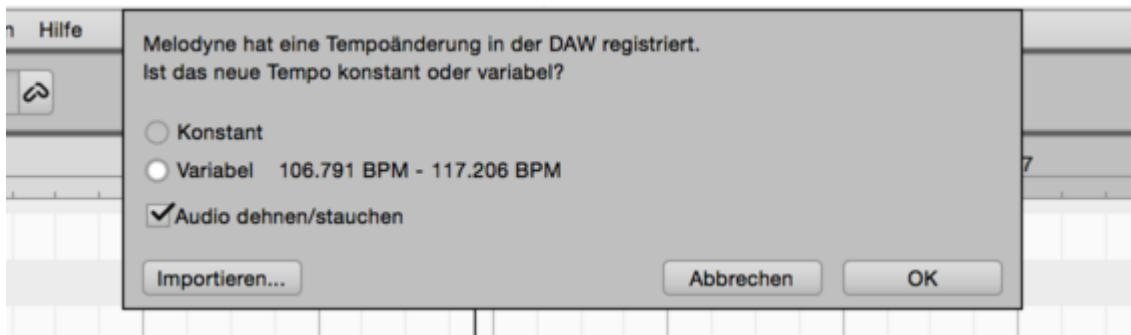 Hilfe
Melodyne hat eine Tempoänderung in der DAW registriert.
Ist das neue Tempo konstant oder variabel?
Konstant
Variabel 106.791 BPM - 117.206 BPM
7
Audio dehnen/stauchen
Importieren... Abbrechen OK